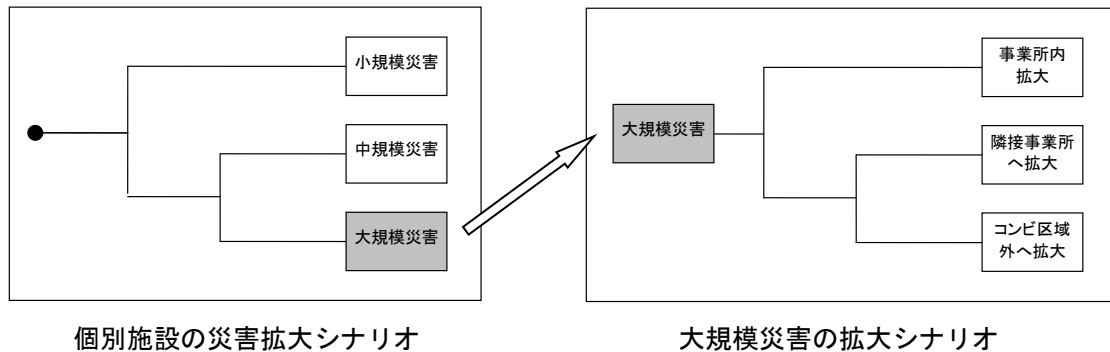 小規模災害
中規模災害
大規模災害
個別施設の災害拡大シナリオ
大規模災害
事業所内
拡大
隣接事業所
へ拡大
コンビ区域
外へ拡大
大規模災害の拡大シナリオ